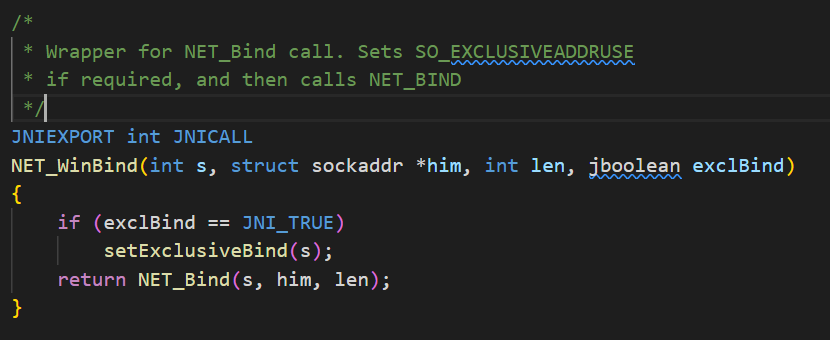 /*
 * Wrapper for NET_Bind call. Sets SO_EXCLUSIVEADDRUSE
 * if required, and then calls NET_BIND
 */
JNIEXPORT int JNICALL
NET_WinBind(int s, struct sockaddr *him, int len, jboolean exclBind)
{
    if (exclBind == JNI_TRUE)
        setExclusiveBind(s);
    return NET_Bind(s, him, len);
}